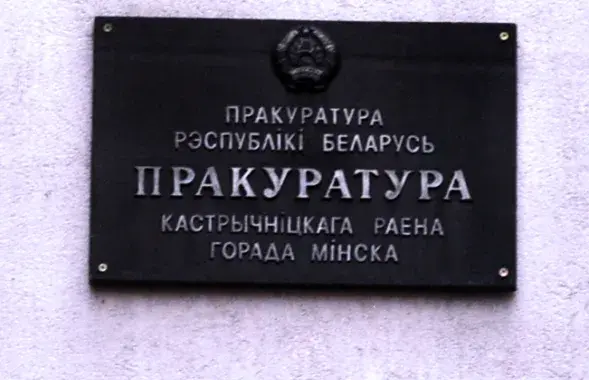 ПРАКУРАТУРА
РЭСПУБЛІКІ БЕЛАРУСЬ
ПРАКУРАТУРА
КАСТРЫЧНІЦКАГА РАЕНА
ГОРАДА МІНСКА